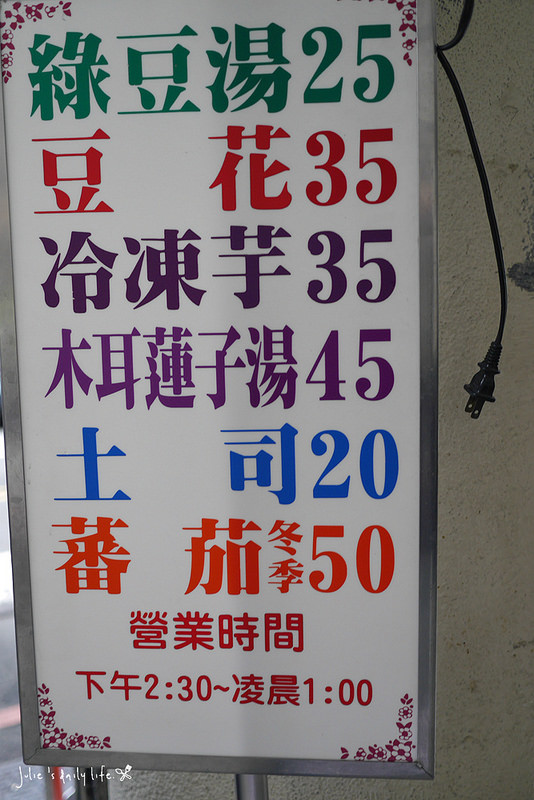 綠豆湯25
豆花35
冷凍芋35
木耳蓮子湯45
土司20
蕃茄冬季50
營業時間
下午2:30~凌晨1:00
Julie's daily life